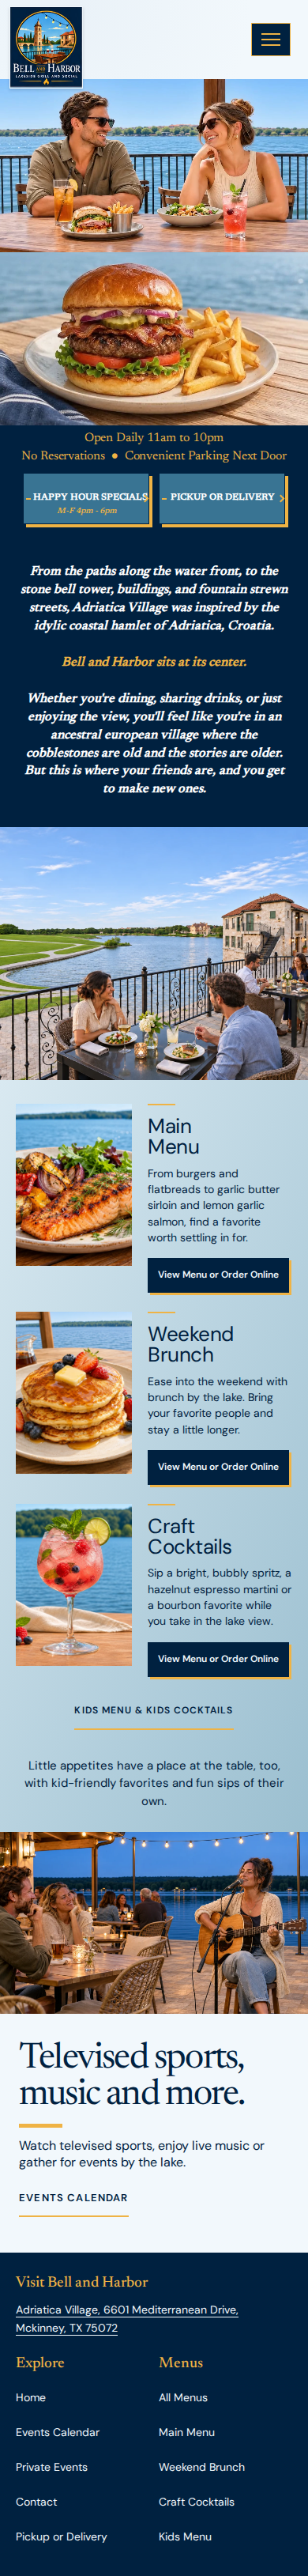 BELL AND HARBOR
LAKESIDE GRILL AND SOCIAL
Open Daily 11am to 10pm
No Reservations ● Convenient Parking Next Door
HAPPY HOUR SPECIALS
M-F 4pm - 6pm
PICKUP OR DELIVERY
From the paths along the water front, to the
stone bell tower, buildings, and fountain strewn
streets, Adriatica Village was inspired by the
idylic coastal hamlet of Adriatica, Croatia.
Bell and Harbor sits at its center.
Whether you're dining, sharing drinks, or just
enjoying the view, you'll feel like you're in an
ancestral european village where the
cobblestones are old and the stories are older.
But this is where your friends are, and you get
to make new ones.
Main
Menu
From burgers and
flatbreads to garlic butter
sirloin and lemon garlic
salmon, find a favorite
worth settling in for.
View Menu or Order Online
Weekend
Brunch
Ease into the weekend with
brunch by the lake. Bring
your favorite people and
stay a little longer.
View Menu or Order Online
Craft
Cocktails
Sip a bright, bubbly spritz, a
hazelnut espresso martini or
a bourbon favorite while
you take in the lake view.
View Menu or Order Online
KIDS MENU & KIDS COCKTAILS
Little appetites have a place at the table, too,
with kid-friendly favorites and fun sips of their
own.
Televised sports,
music and more.
Watch televised sports, enjoy live music or
gather for events by the lake.
EVENTS CALENDAR
Visit Bell and Harbor
Adriatica Village, 6601 Mediterranean Drive,
Mckinney, TX 75072
Explore
Home
Events Calendar
Private Events
Contact
Pickup or Delivery
Menus
All Menus
Main Menu
Weekend Brunch
Craft Cocktails
Kids Menu